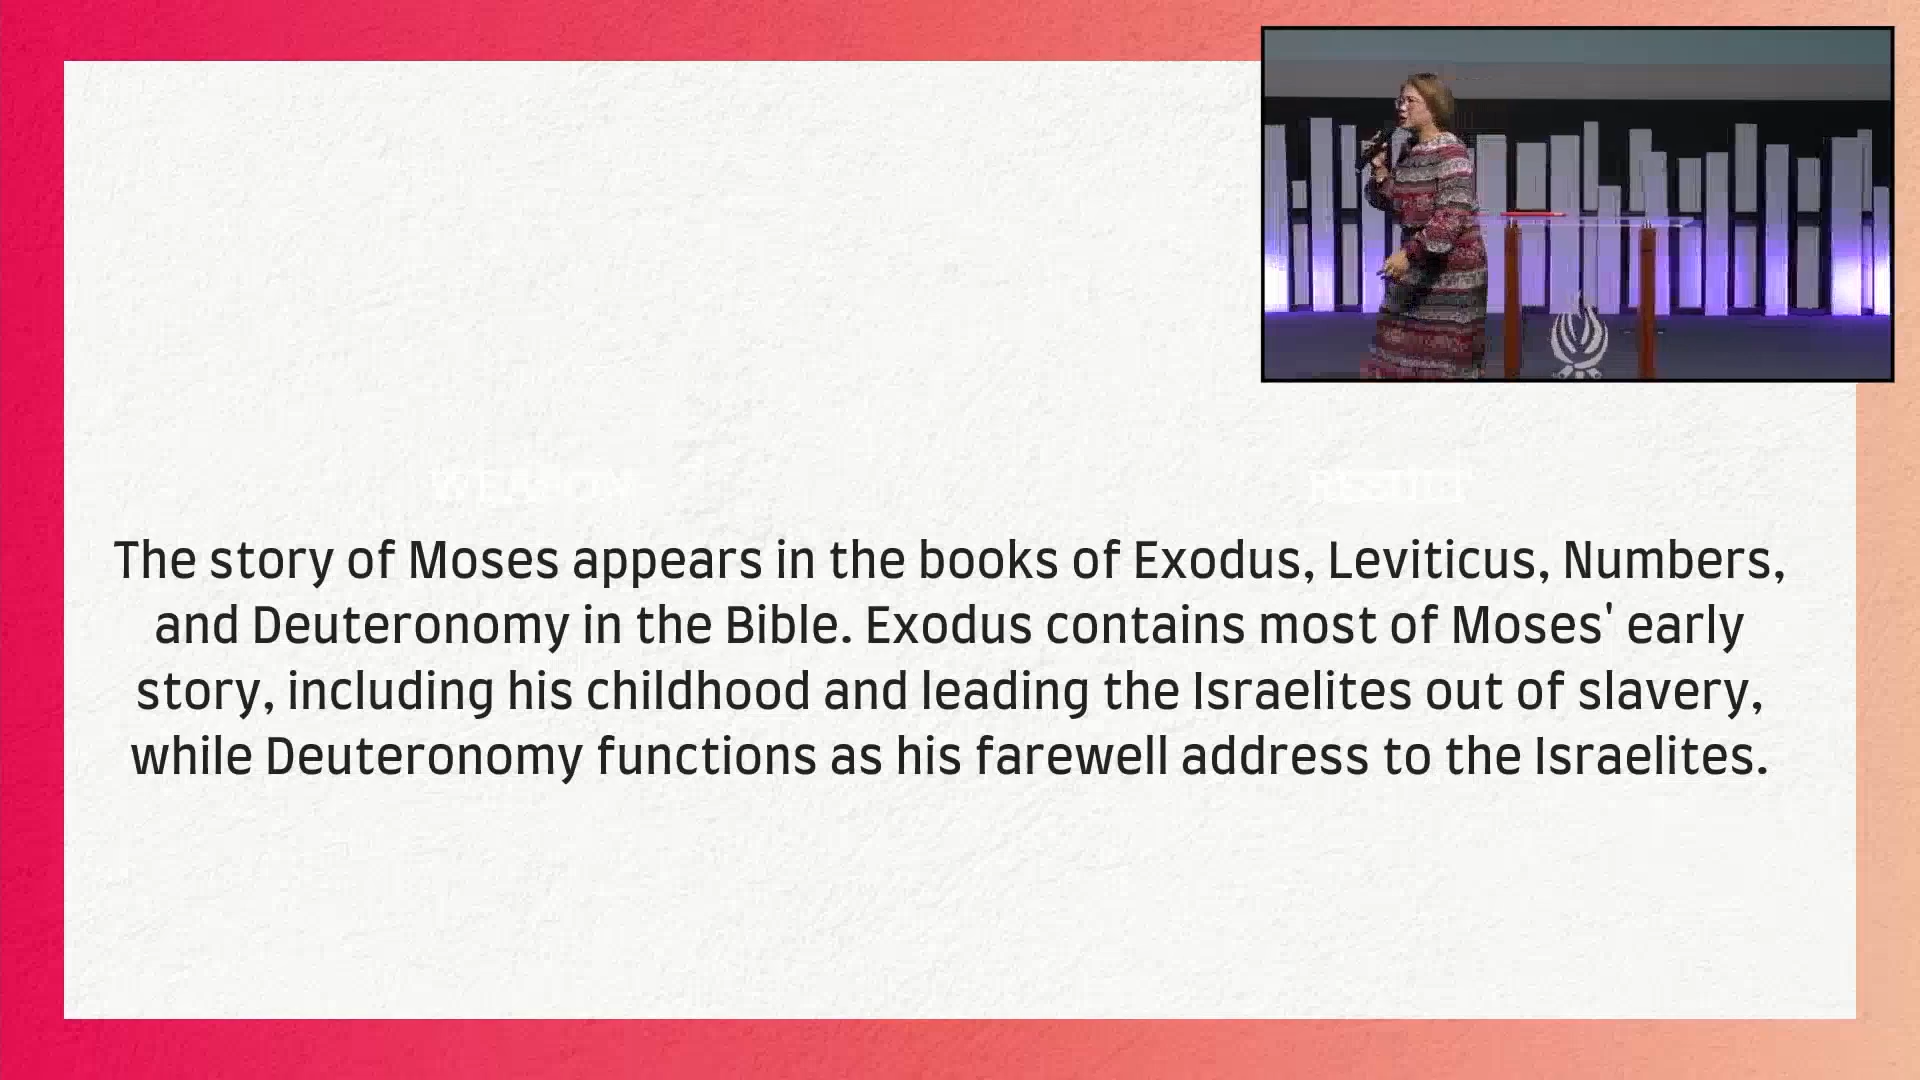 The story of Moses appears in the books of Exodus, Leviticus, Numbers,
and Deuteronomy in the Bible. Exodus contains most of Moses' early
story, including his childhood and leading the Israelites out of slavery,
while Deuteronomy functions as his farewell address to the Israelites.